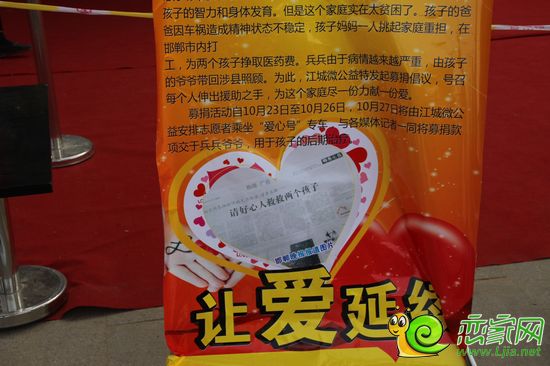 孩子的智力和身体发育。但是这个家庭实在太贫困了。孩子的爸
爸因车祸造成精神状态不稳定，孩子妈妈一人挑起家庭重担，在
邯郸市内打
工，为两个孩子挣取医药费。兵兵由于病情越来越严重，由孩子
的爷爷带回涉县照顾。为此，江城微公益特发起募捐倡议，号召
每个人伸出援助之手，为这个家庭尽一份力献一份爱。
募捐活动自10月23日至10月26日，10月27日将由江城微公
益安排志愿者乘坐“爱心号”专车，与各媒体记者一同将募捐款
项交于兵兵爷爷，用于孩子的后期治疗。
请好心人救救两个孩子
邯郸晚报报道图片
让爱延续
恋家网
www.Ljia.net